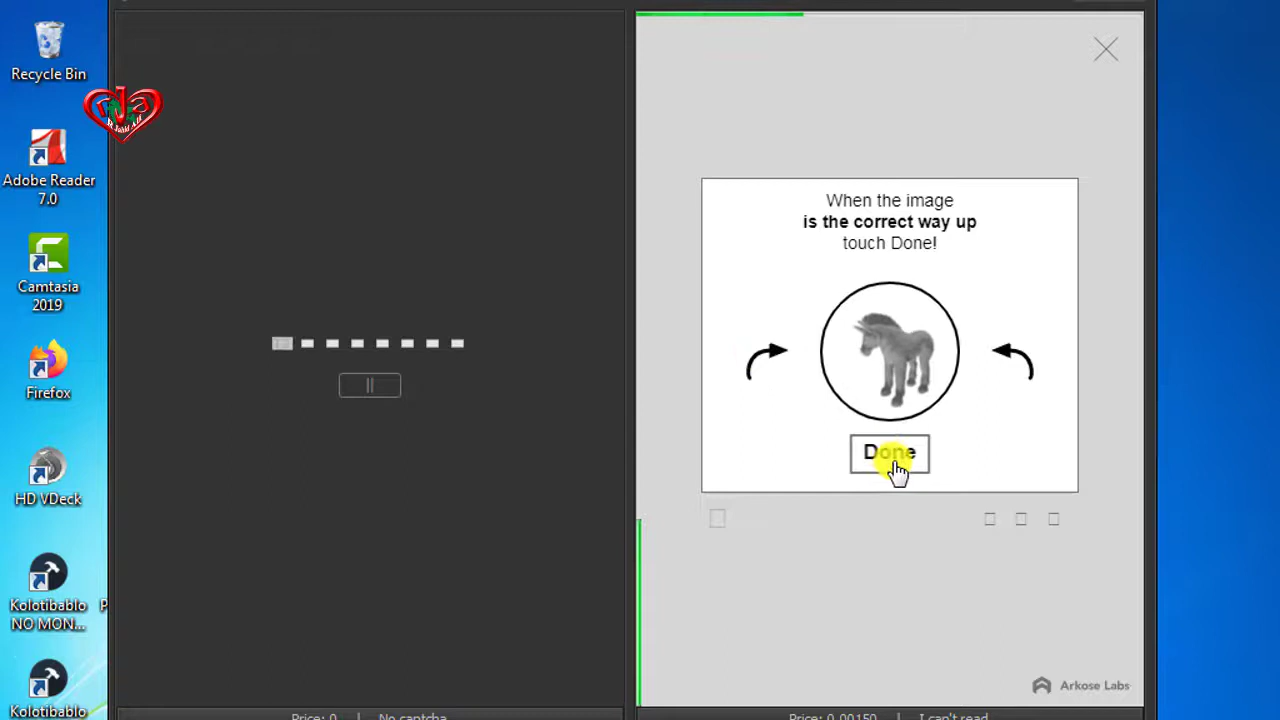 Recycle Bin
Adobe Reader
7.0
Camtasia
2019
Firefox
HD VDeck
Kolotibablo
NO MON...
Kolotibablo
When the image
is the correct way up
touch Done!
Done
Arkose Labs
Price: 0 | No captcha
Price: 0.00150 | I can't read